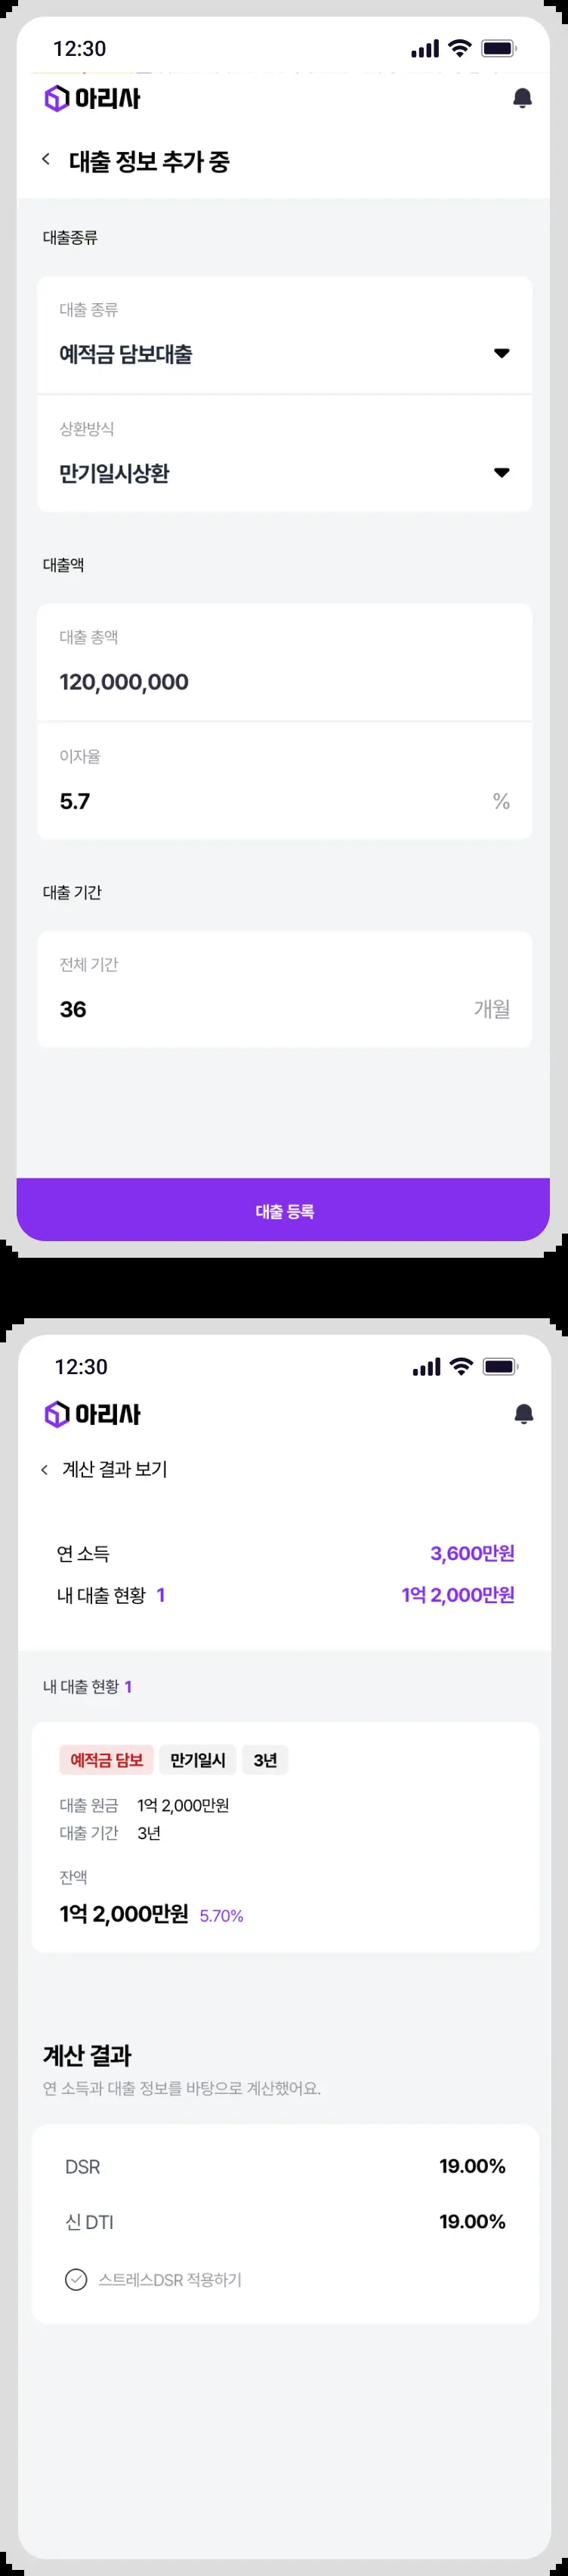 12:30
아리사
대출 정보 추가 중
대출종류
대출 종류
예적금 담보대출
상환방식
만기일시상환
대출액
대출 총액
120,000,000
이자율
5.7 %
대출 기간
전체 기간
36 개월
대출 등록
12:30
아리사
계산 결과 보기
연 소득 3,600만원
내 대출 현황 1 1억 2,000만원
내 대출 현황 1
예적금 담보 만기일시 3년
대출 원금 1억 2,000만원
대출 기간 3년
잔액
1억 2,000만원 5.70%
계산 결과
연 소득과 대출 정보를 바탕으로 계산했어요.
DSR 19.00%
신 DTI 19.00%
스트레스DSR 적용하기